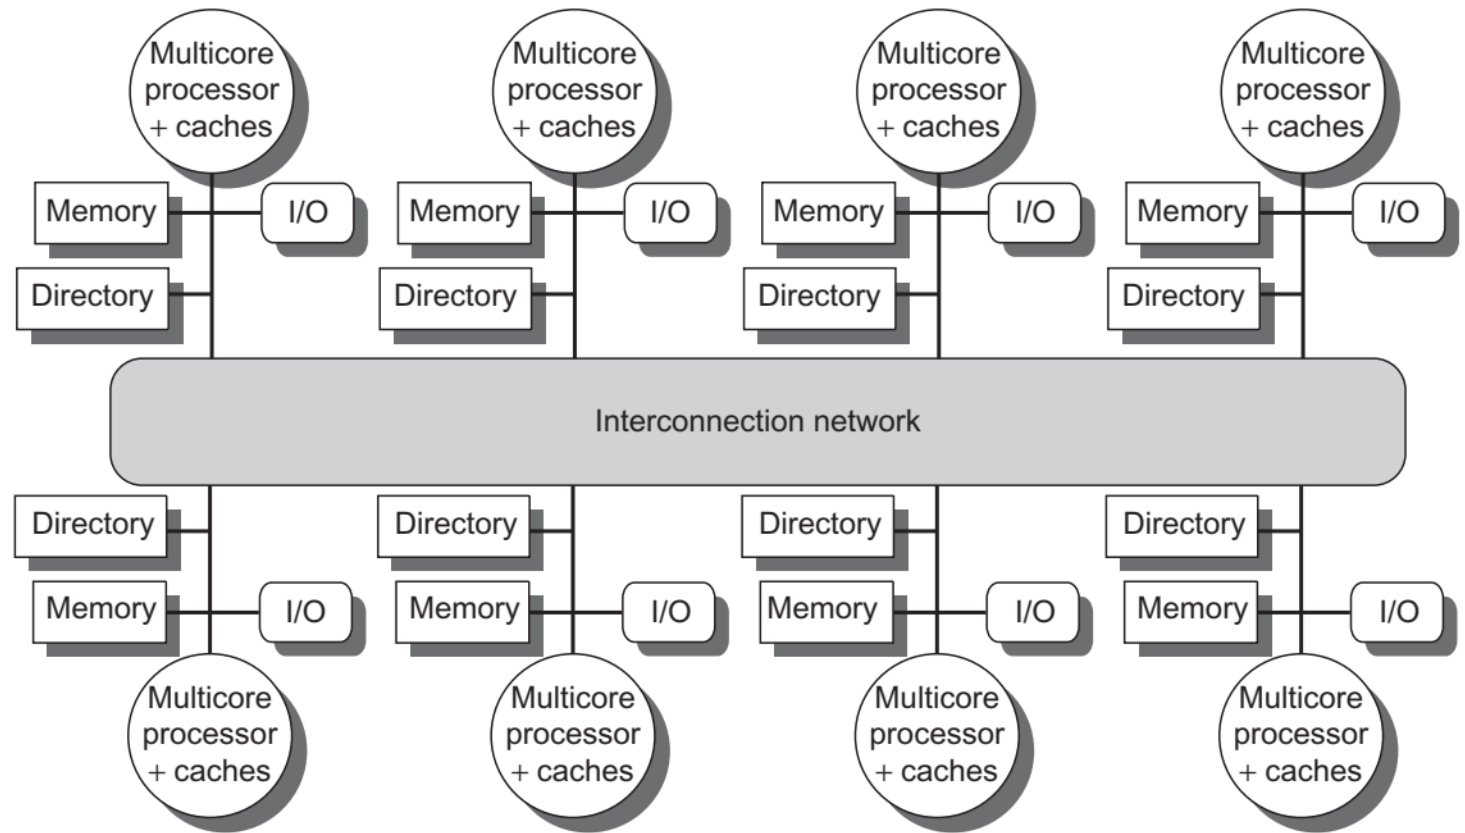 Multicore
processor
+ caches
Multicore
processor
+ caches
Multicore
processor
+ caches
Multicore
processor
+ caches
Memory
I/O
Memory
I/O
Memory
I/O
Memory
I/O
Directory
Directory
Directory
Directory
Interconnection network
Directory
Directory
Directory
Directory
Memory
I/O
Memory
I/O
Memory
I/O
Memory
I/O
Multicore
processor
+ caches
Multicore
processor
+ caches
Multicore
processor
+ caches
Multicore
processor
+ caches